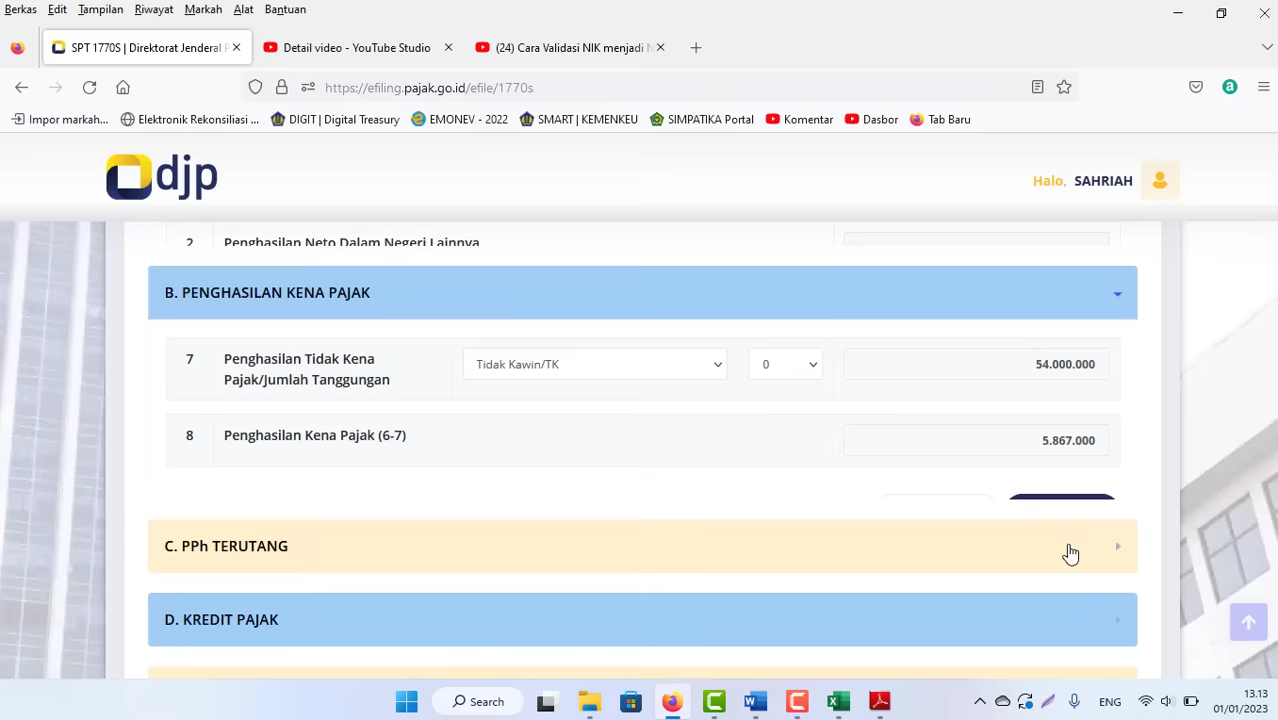 Berkas Edit Tampilan Riwayat Markah Alat Bantuan
SPT 1770S | Direktorat Jenderal P
Detail video - YouTube Studio
(24) Cara Validasi NIK menjadi N
https://efiling.pajak.go.id/efile/1770s
a
Impor markah...
Elektronik Rekonsiliasi ...
DIGIT | Digital Treasury
EMONEV - 2022
SMART | KEMENKEU
SIMPATIKA Portal
Komentar
Dasbor
Tab Baru
djp
Halo, SAHRIAH
2 Penghasilan Neto Dalam Negeri Lainnya
B. PENGHASILAN KENA PAJAK
7 Penghasilan Tidak Kena
Pajak/Jumlah Tanggungan
Tidak Kawin/TK 0 54.000.000
8 Penghasilan Kena Pajak (6-7) 5.867.000
C. PPh TERUTANG
D. KREDIT PAJAK
Search
ENG
13.13
01/01/2023